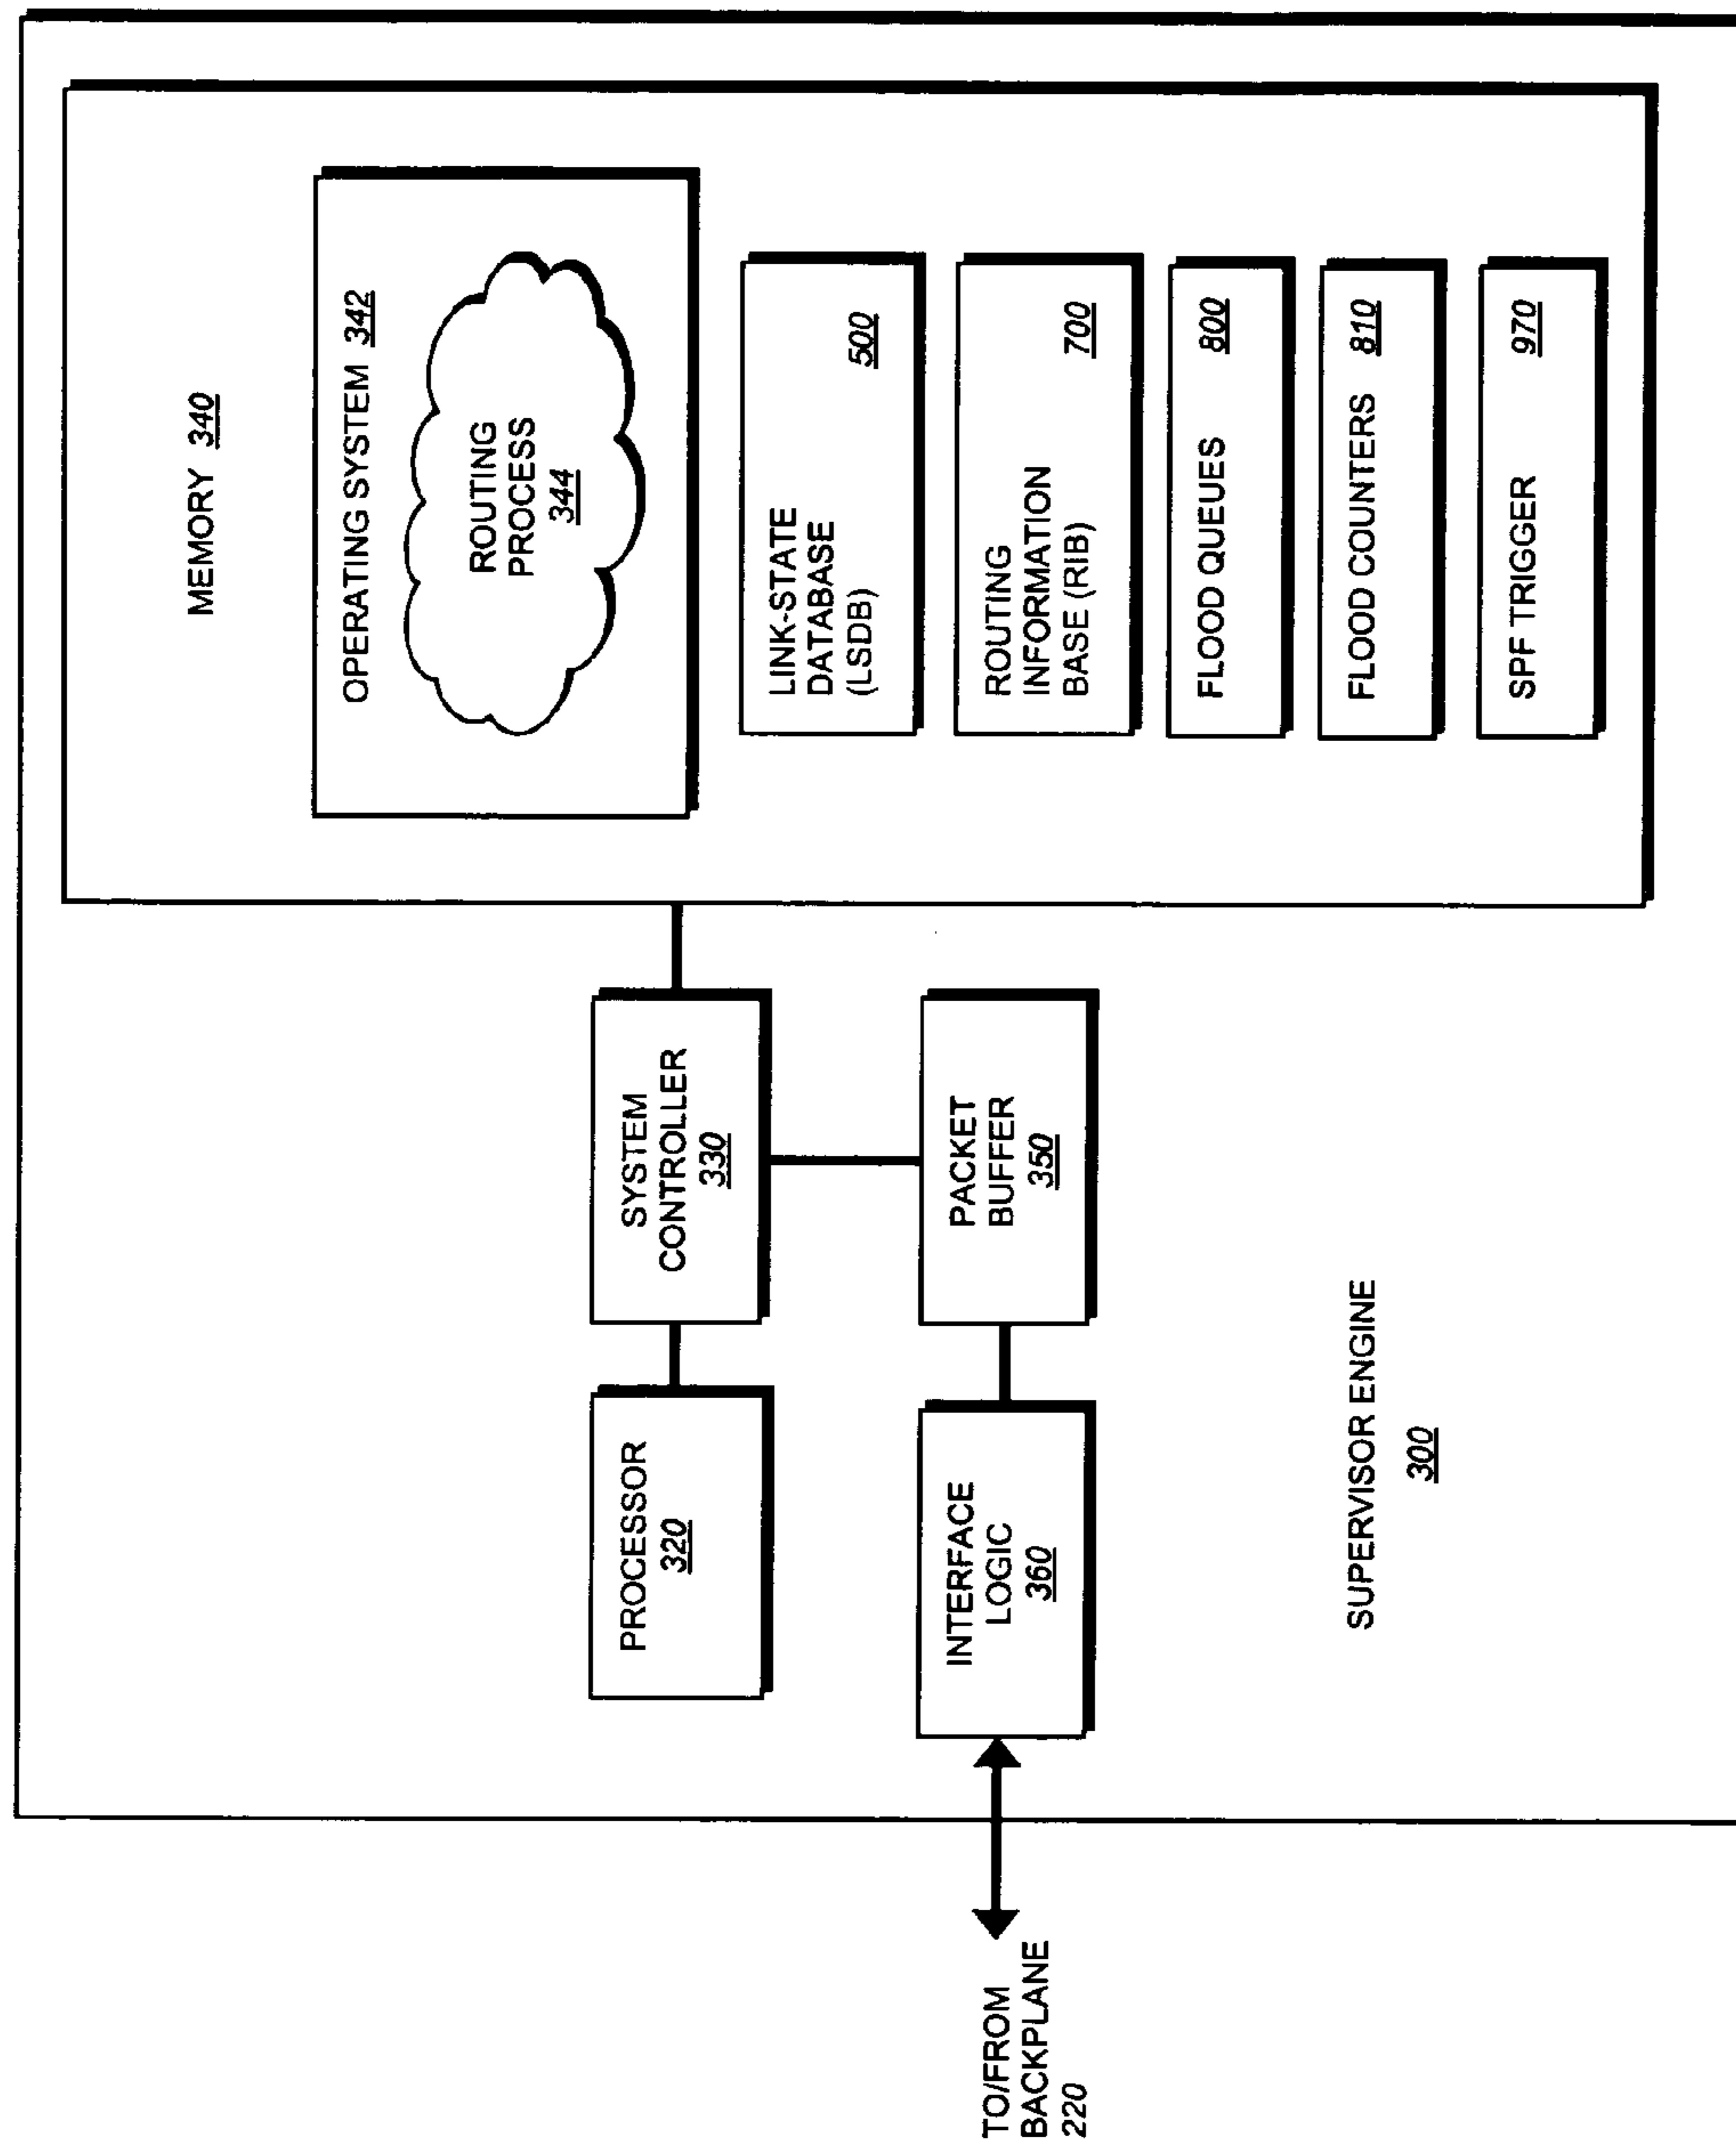 MEMORY 340
OPERATING SYSTEM 342
ROUTING
PROCESS
344
LINK-STATE
DATABASE
(LSDB) 500
ROUTING
INFORMATION
BASE (RIB) 700
FLOOD QUEUES 800
FLOOD COUNTERS 810
SPF TRIGGER 970
PROCESSOR
320
SYSTEM
CONTROLLER
330
INTERFACE
LOGIC
360
PACKET
BUFFER
350
TO/FROM
BACKPLANE
220
SUPERVISOR ENGINE
300